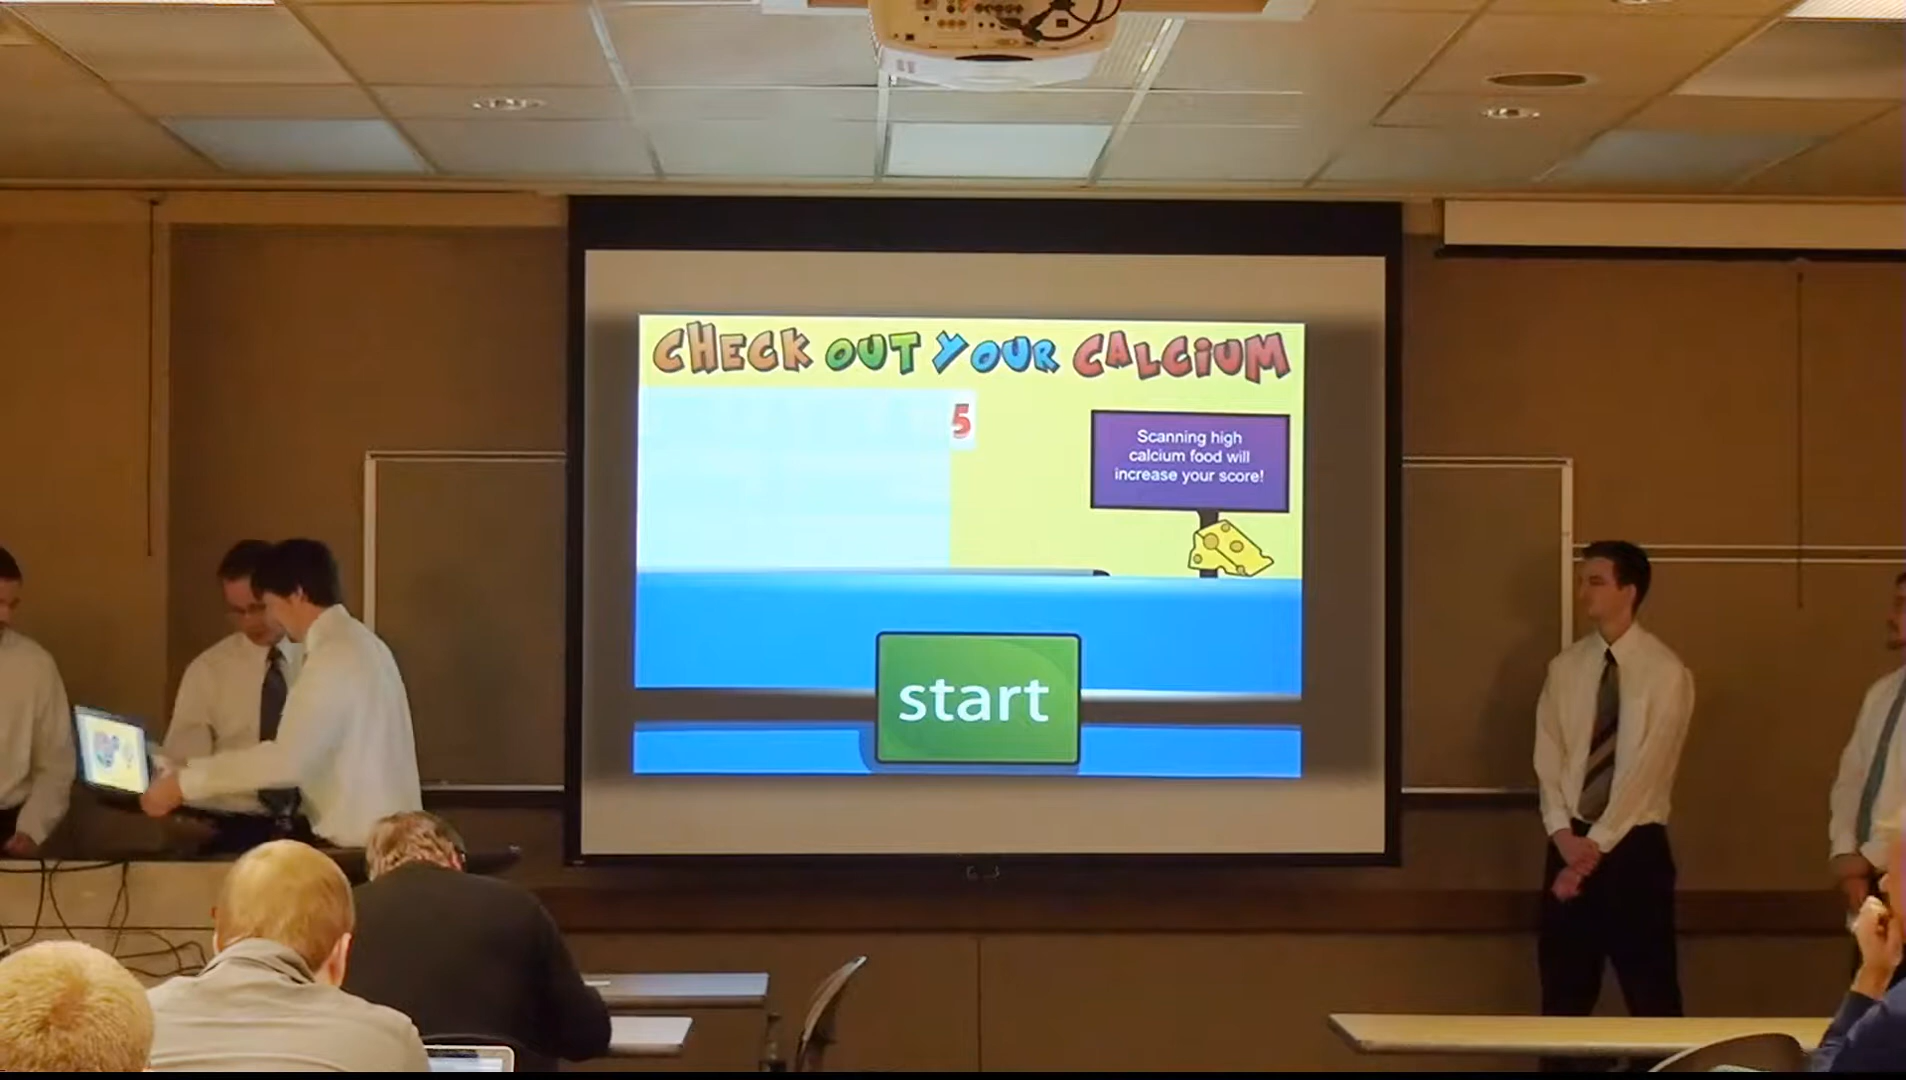 CHECK OUT YOUR CALCIUM
5
Scanning high
calcium food will
increase your score!
start